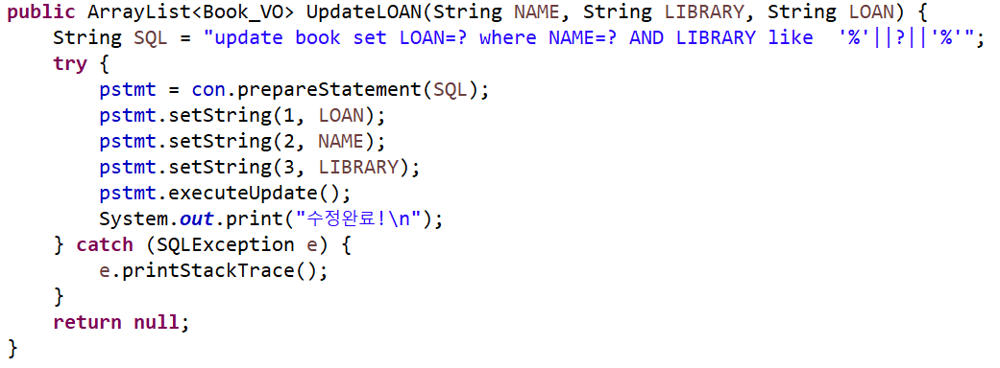 public ArrayList<Book_VO> UpdateLOAN(String NAME, String LIBRARY, String LOAN) {
    String SQL = "update book set LOAN=? where NAME=? AND LIBRARY like  '%'||?||'%'";
    try {
        pstmt = con.prepareStatement(SQL);
        pstmt.setString(1, LOAN);
        pstmt.setString(2, NAME);
        pstmt.setString(3, LIBRARY);
        pstmt.executeUpdate();
        System.out.print("수정완료!\n");
    } catch (SQLException e) {
        e.printStackTrace();
    }
    return null;
}